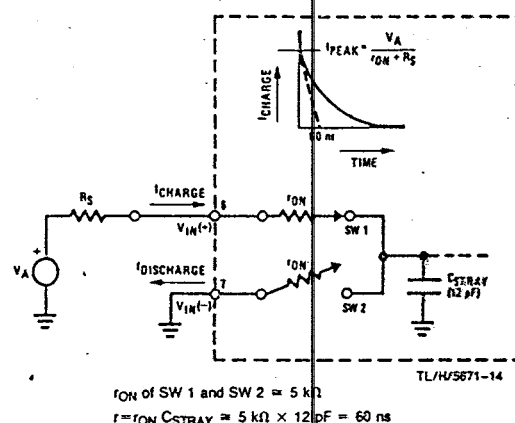 IPEAK= VA / rON + RS
ICHARGE
60 ns
TIME
RS
ICHARGE
6
rON
VIN(+)
SW 1
VA
+
IDISCHARGE
7
rON
VIN(−)
SW 2
CSTRAY
(12 pF)
TL/H/5671-14
rON of SW 1 and SW 2 ≅ 5 kΩ
r=rON CSTRAY ≅ 5 kΩ × 12 pF = 60 ns